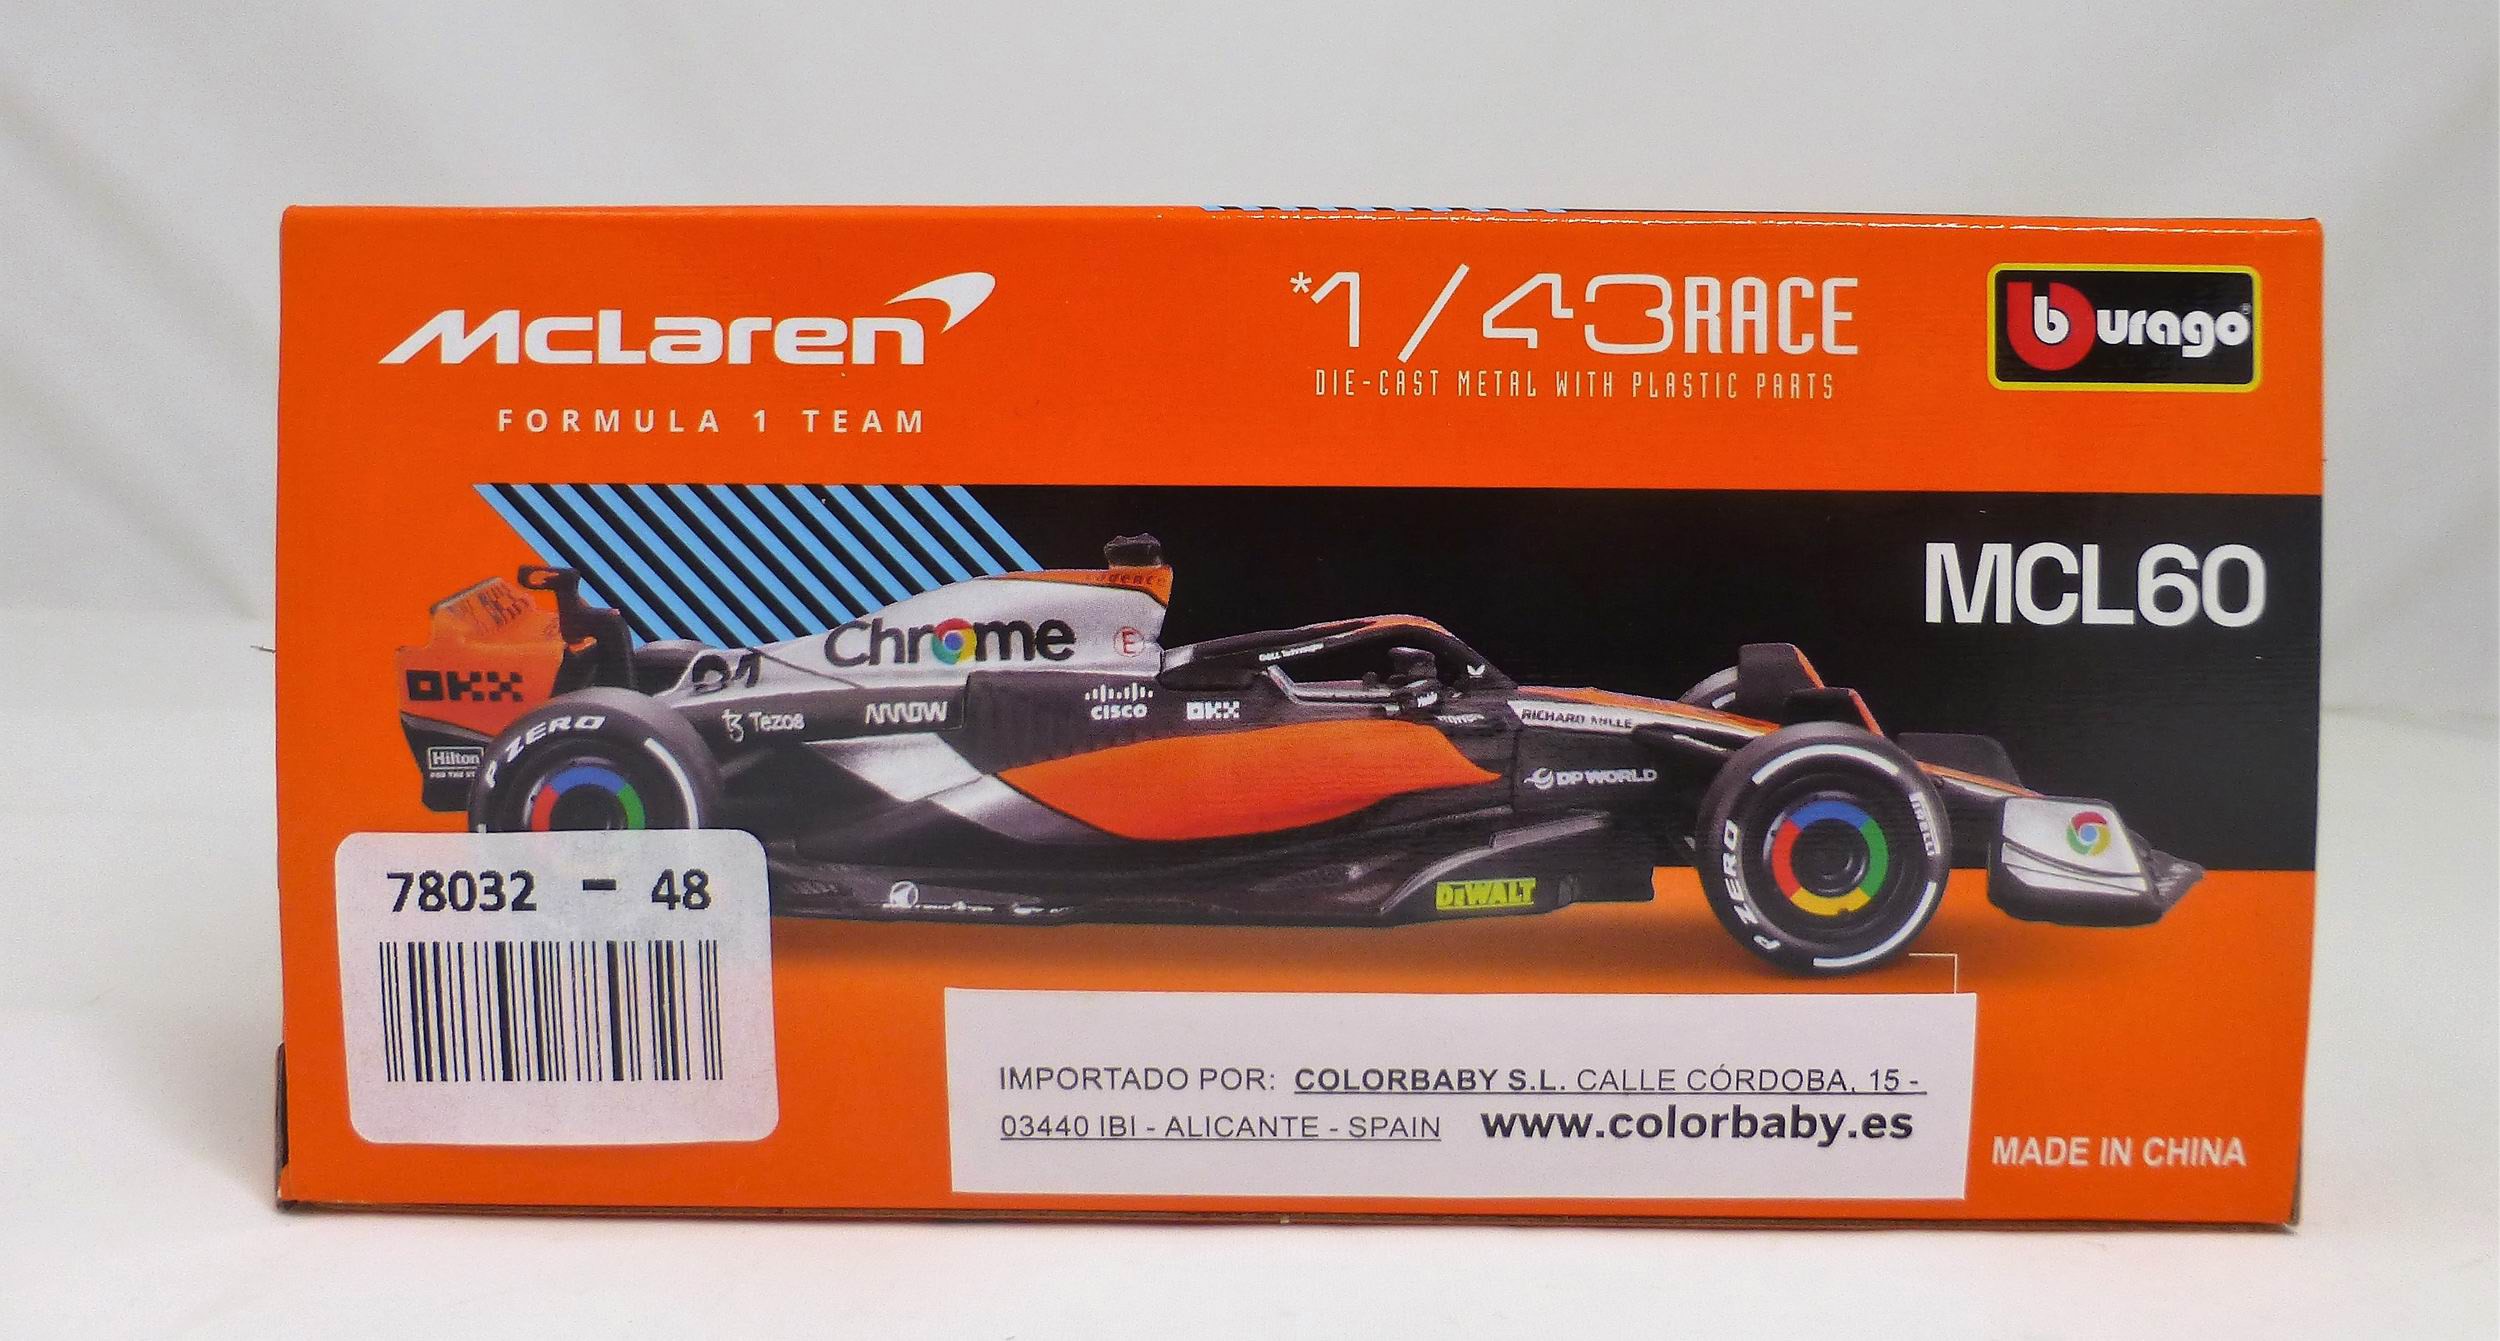 McLaren
FORMULA 1 TEAM
*1/43RACE
DIE-CAST METAL WITH PLASTIC PARTS
burago
MCL60
cadence
Chrome
E
OKX
Tezos
ARROW
cisco
OKX
RICHARD MILLE
DP WORLD
Hilton
P ZERO
P ZERO
PIRELLI
DEWALT
78032 - 48
IMPORTADO POR: COLORBABY S.L. CALLE CÓRDOBA, 15 -
03440 IBI - ALICANTE - SPAIN www.colorbaby.es
MADE IN CHINA